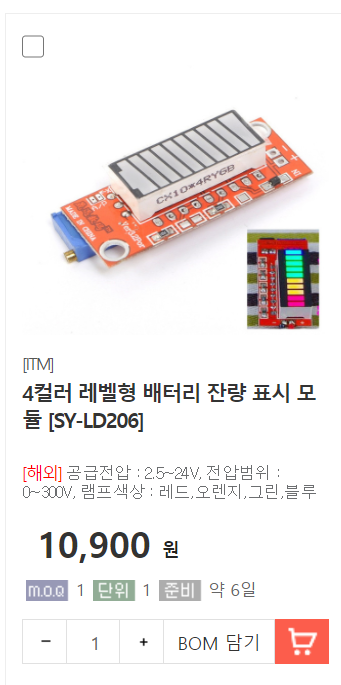 CX10*4RYGB
[ITM]
4컬러 레벨형 배터리 잔량 표시 모
듈 [SY-LD206]
[해외] 공급전압 : 2.5~24V, 전압범위 :
0~300V, 램프색상 : 레드,오렌지,그린,블루
10,900 원
m.o.q 1 단위 1 준비 약 6일
- 1 + BOM 담기